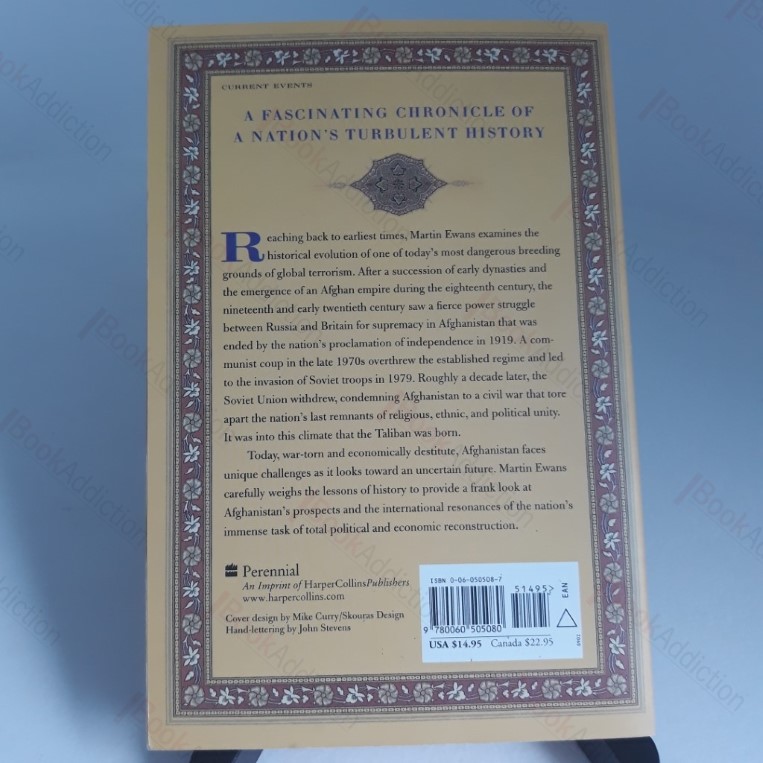 CURRENT EVENTS
A FASCINATING CHRONICLE OF
A NATION'S TURBULENT HISTORY
Reaching back to earliest times, Martin Ewans examines the
historical evolution of one of today's most dangerous breeding
grounds of global terrorism. After a succession of early dynasties and
the emergence of an Afghan empire during the eighteenth century, the
nineteenth and early twentieth century saw a fierce power struggle
between Russia and Britain for supremacy in Afghanistan that was
ended by the nation's proclamation of independence in 1919. A com-
munist coup in the late 1970s overthrew the established regime and led
to the invasion of Soviet troops in 1979. Roughly a decade later, the
Soviet Union withdrew, condemning Afghanistan to a civil war that tore
apart the nation's last remnants of religious, ethnic, and political unity.
It was into this climate that the Taliban was born.
Today, war-torn and economically destitute, Afghanistan faces
unique challenges as it looks toward an uncertain future. Martin Ewans
carefully weighs the lessons of history to provide a frank look at
Afghanistan's prospects and the international resonances of the nation's
immense task of total political and economic reconstruction.
Perennial
An Imprint of HarperCollinsPublishers
www.harpercollins.com
Cover design by Mike Curry/Skouras Design
Hand-lettering by John Stevens
ISBN 0-06-050508-7
51495>
EAN
9 780060 505080
USA $14.95 Canada $22.95
BookAddiction